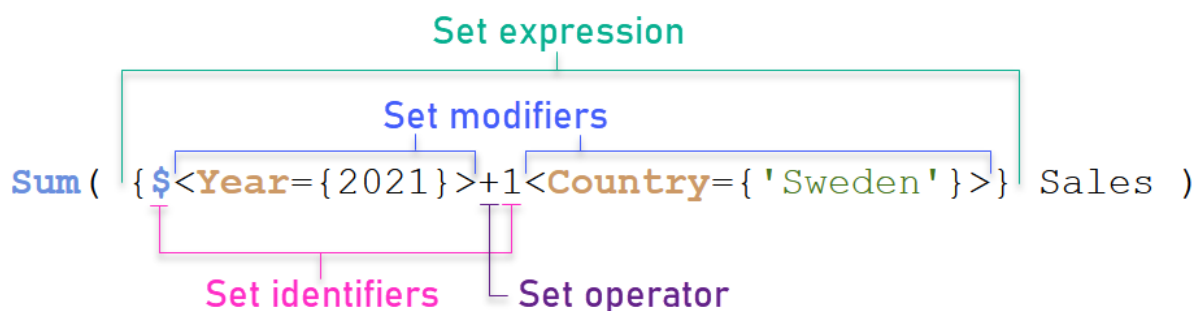 Set expression
Set modifiers
Sum( {$<Year={2021}>+1<Country={'Sweden'}>} Sales )
Set identifiers
Set operator